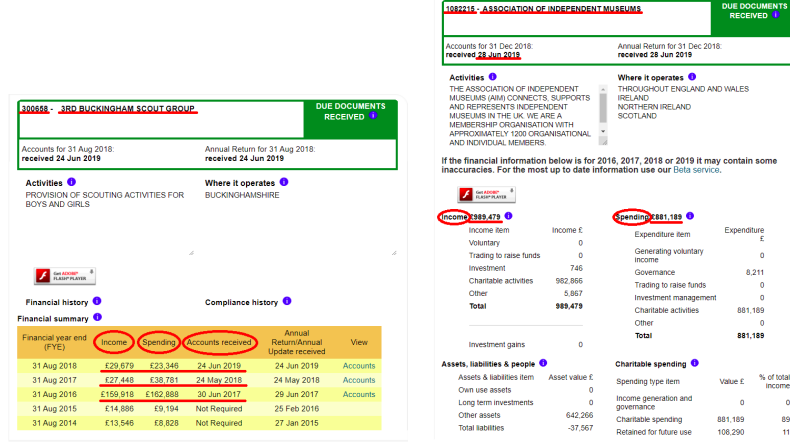 300658 - 3RD BUCKINGHAM SCOUT GROUP
DUE DOCUMENTS
RECEIVED
Accounts for 31 Aug 2018:
received 24 Jun 2019
Annual Return for 31 Aug 2018:
received 24 Jun 2019
Activities
PROVISION OF SCOUTING ACTIVITIES FOR
BOYS AND GIRLS
Where it operates
BUCKINGHAMSHIRE
Get ADOBE®
FLASH® PLAYER
Financial history
Compliance history
Financial summary
Financial year end (FYE) Income Spending Accounts received Annual Return/Annual Update received View
31 Aug 2018 £29,679 £23,346 24 Jun 2019 24 Jun 2019 Accounts
31 Aug 2017 £27,448 £38,781 24 May 2018 24 May 2018 Accounts
31 Aug 2016 £159,918 £162,888 30 Jun 2017 29 Jun 2017 Accounts
31 Aug 2015 £14,886 £9,194 Not Required 25 Feb 2016
31 Aug 2014 £13,546 £8,828 Not Required 27 Jan 2015
1082215 - ASSOCIATION OF INDEPENDENT MUSEUMS
DUE DOCUMENTS
RECEIVED
Accounts for 31 Dec 2018:
received 28 Jun 2019
Annual Return for 31 Dec 2018:
received 28 Jun 2019
Activities
THE ASSOCIATION OF INDEPENDENT
MUSEUMS (AIM) CONNECTS, SUPPORTS
AND REPRESENTS INDEPENDENT
MUSEUMS IN THE UK. WE ARE A
MEMBERSHIP ORGANISATION WITH
APPROXIMATELY 1200 ORGANISATIONAL
AND INDIVIDUAL MEMBERS.
Where it operates
THROUGHOUT ENGLAND AND WALES
IRELAND
NORTHERN IRELAND
SCOTLAND
If the financial information below is for 2016, 2017, 2018 or 2019 it may contain some
inaccuracies. For the most up to date information use our Beta service.
Get ADOBE®
FLASH® PLAYER
Income £989,479
Income item Income £
Voluntary 0
Trading to raise funds 0
Investment 746
Charitable activities 982,866
Other 5,867
Total 989,479
Investment gains 0
Spending £881,189
Expenditure item Expenditure £
Generating voluntary income 0
Governance 8,211
Trading to raise funds 0
Investment management 0
Charitable activities 881,189
Other 0
Total 881,189
Assets, liabilities & people
Assets & liabilities item Asset value £
Own use assets 0
Long term investments 0
Other assets 642,266
Total liabilities -37,567
Charitable spending
Spending type item Value £ % of total income
Income generation and governance 0 0
Charitable spending 881,189 89
Retained for future use 108,290 11